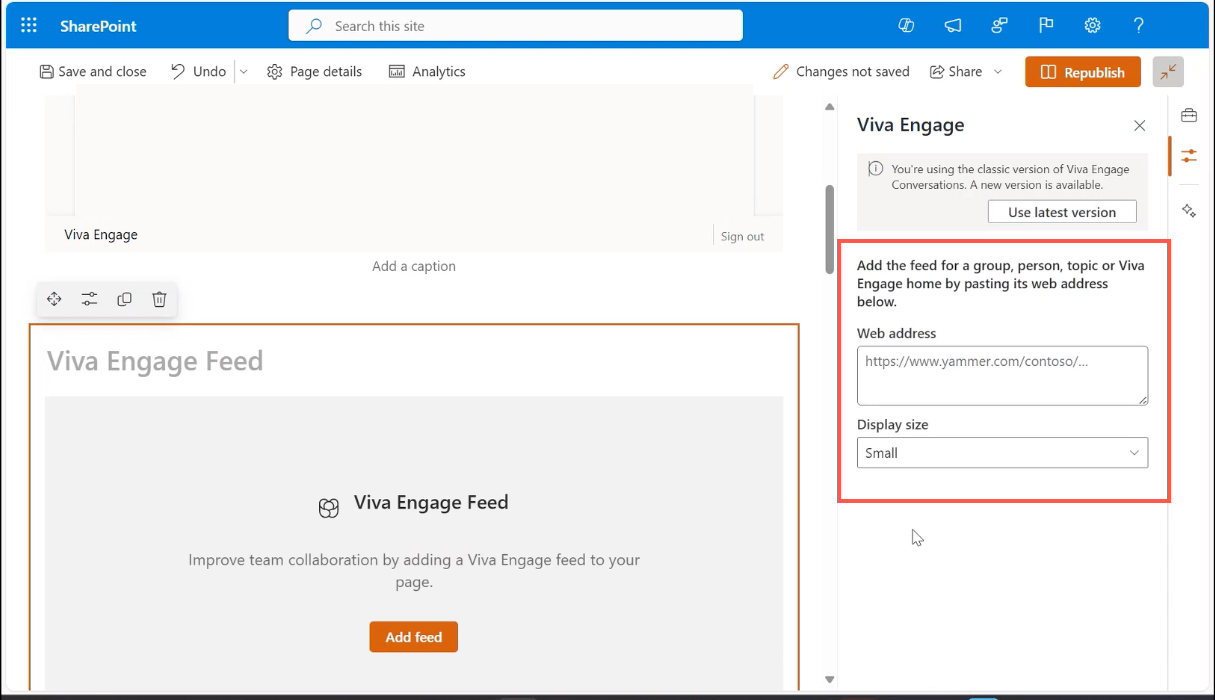 SharePoint
Search this site
Save and close
Undo
Page details
Analytics
Changes not saved
Share
Republish
Viva Engage
Sign out
Add a caption
Viva Engage Feed
Viva Engage Feed
Improve team collaboration by adding a Viva Engage feed to your
page.
Add feed
Viva Engage
You're using the classic version of Viva Engage
Conversations. A new version is available.
Use latest version
Add the feed for a group, person, topic or Viva
Engage home by pasting its web address
below.
Web address
https://www.yammer.com/contoso/...
Display size
Small